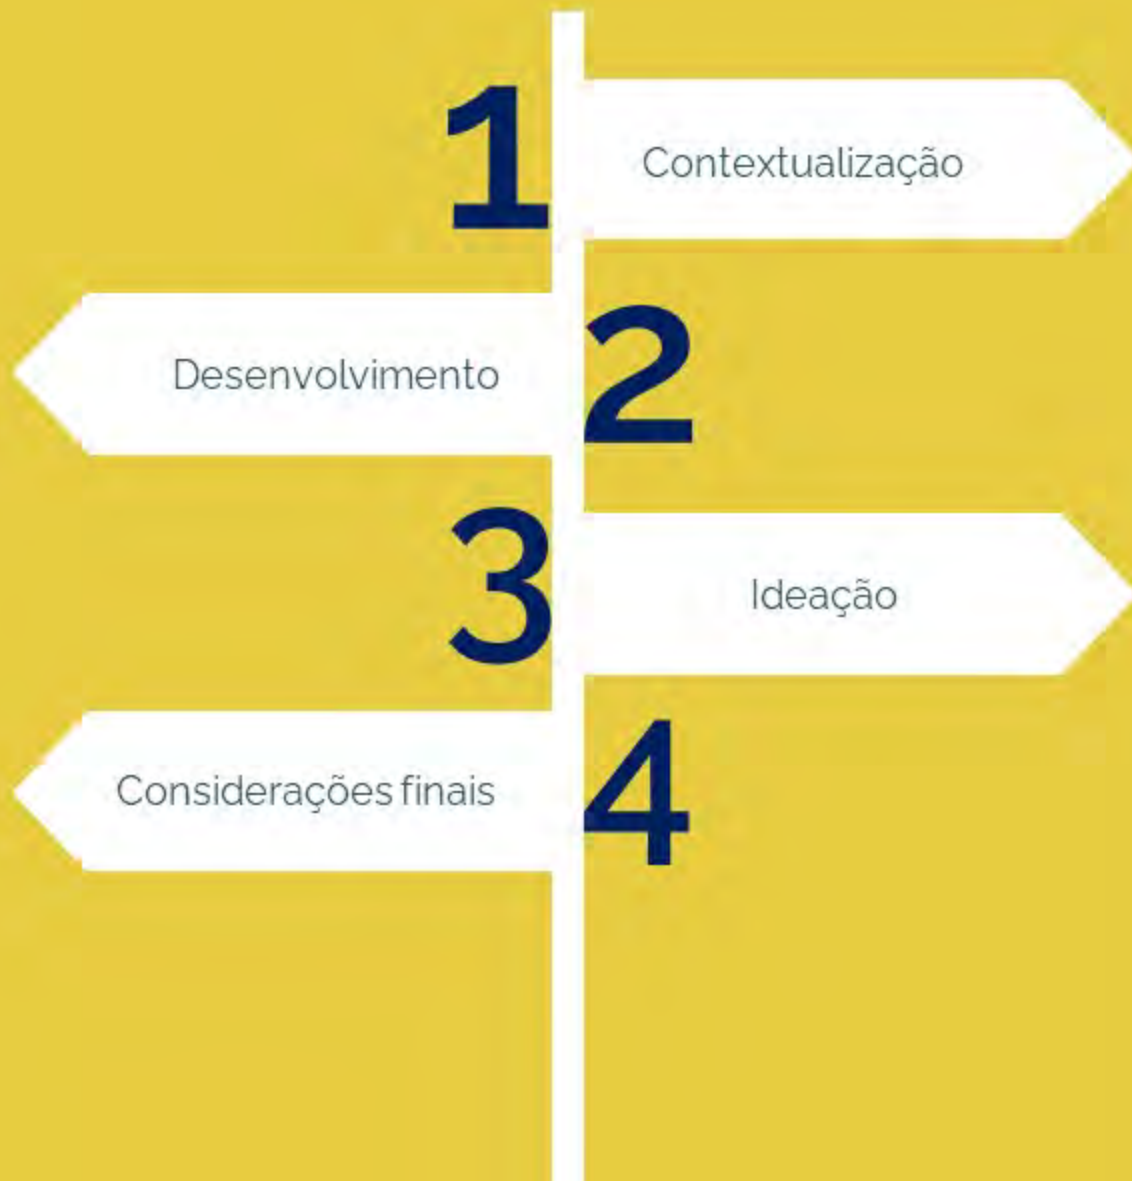 1
Contextualização
Desenvolvimento
2
3
Ideação
Considerações finais
4